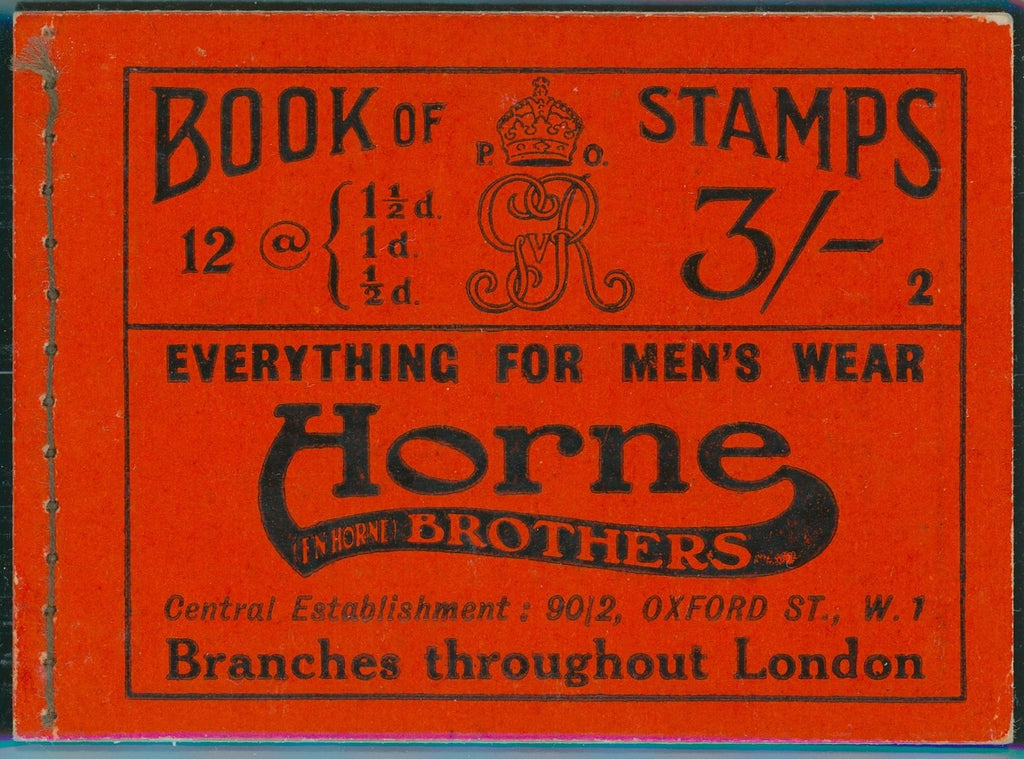 BOOK OF STAMPS
P. O.
GVR
12 @ { 1½d. 1d. ½d.
3/-
2
EVERYTHING FOR MEN'S WEAR
Horne
(F N HORNE) BROTHERS
Central Establishment : 90/2, OXFORD ST., W. 1
Branches throughout London